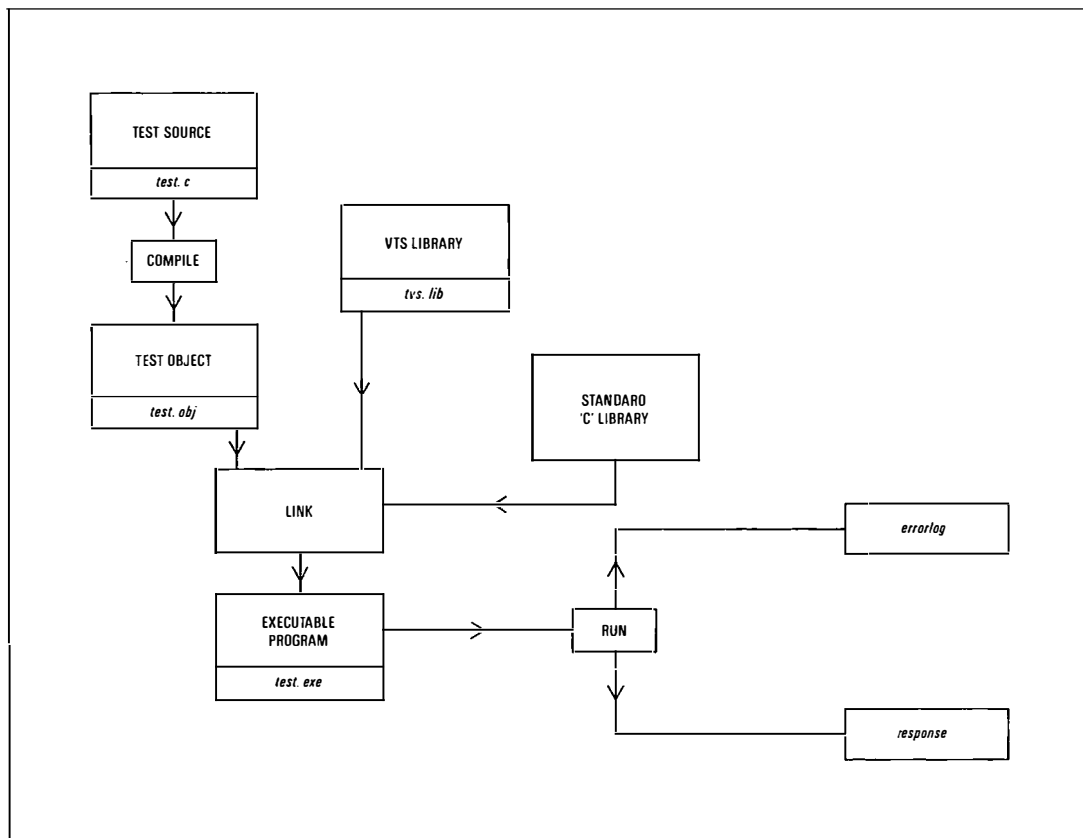 TEST SOURCE
test. c
COMPILE
VTS LIBRARY
tvs. lib
TEST OBJECT
test. obj
STANDARO
'C' LIBRARY
LINK
errorlog
EXECUTABLE
PROGRAM
test. exe
RUN
response